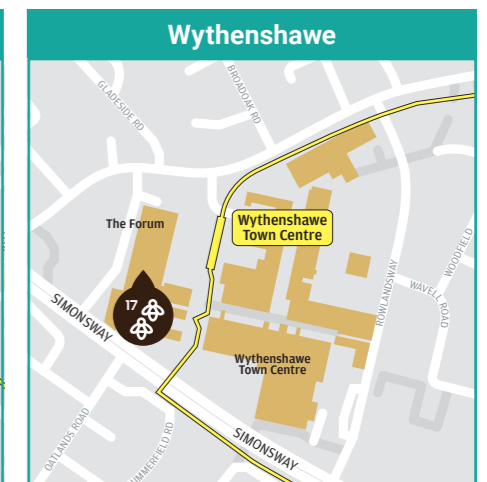 Wythenshawe
GLADESIDE RD
BROADOAK RD
The Forum
Wythenshawe
Town Centre
17
SIMONSWAY
ROWLANDSWAY
WAVELL ROAD
WOODFIELD
Wythenshawe
Town Centre
OATLANDS ROAD
UMMERFIELD RD
SIMONSWAY